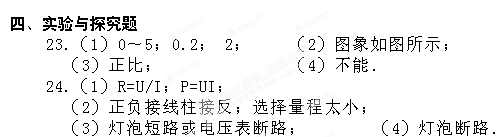 四、实验与探究题
23.(1)0～5; 0.2; 2; (2)图象如图所示;
(3)正比; (4)不能.
24.(1)R=U/I; P=UI;
(2)正负接线柱接反; 选择量程太小;
(3)灯泡短路或电压表断路; (4)灯泡断路.